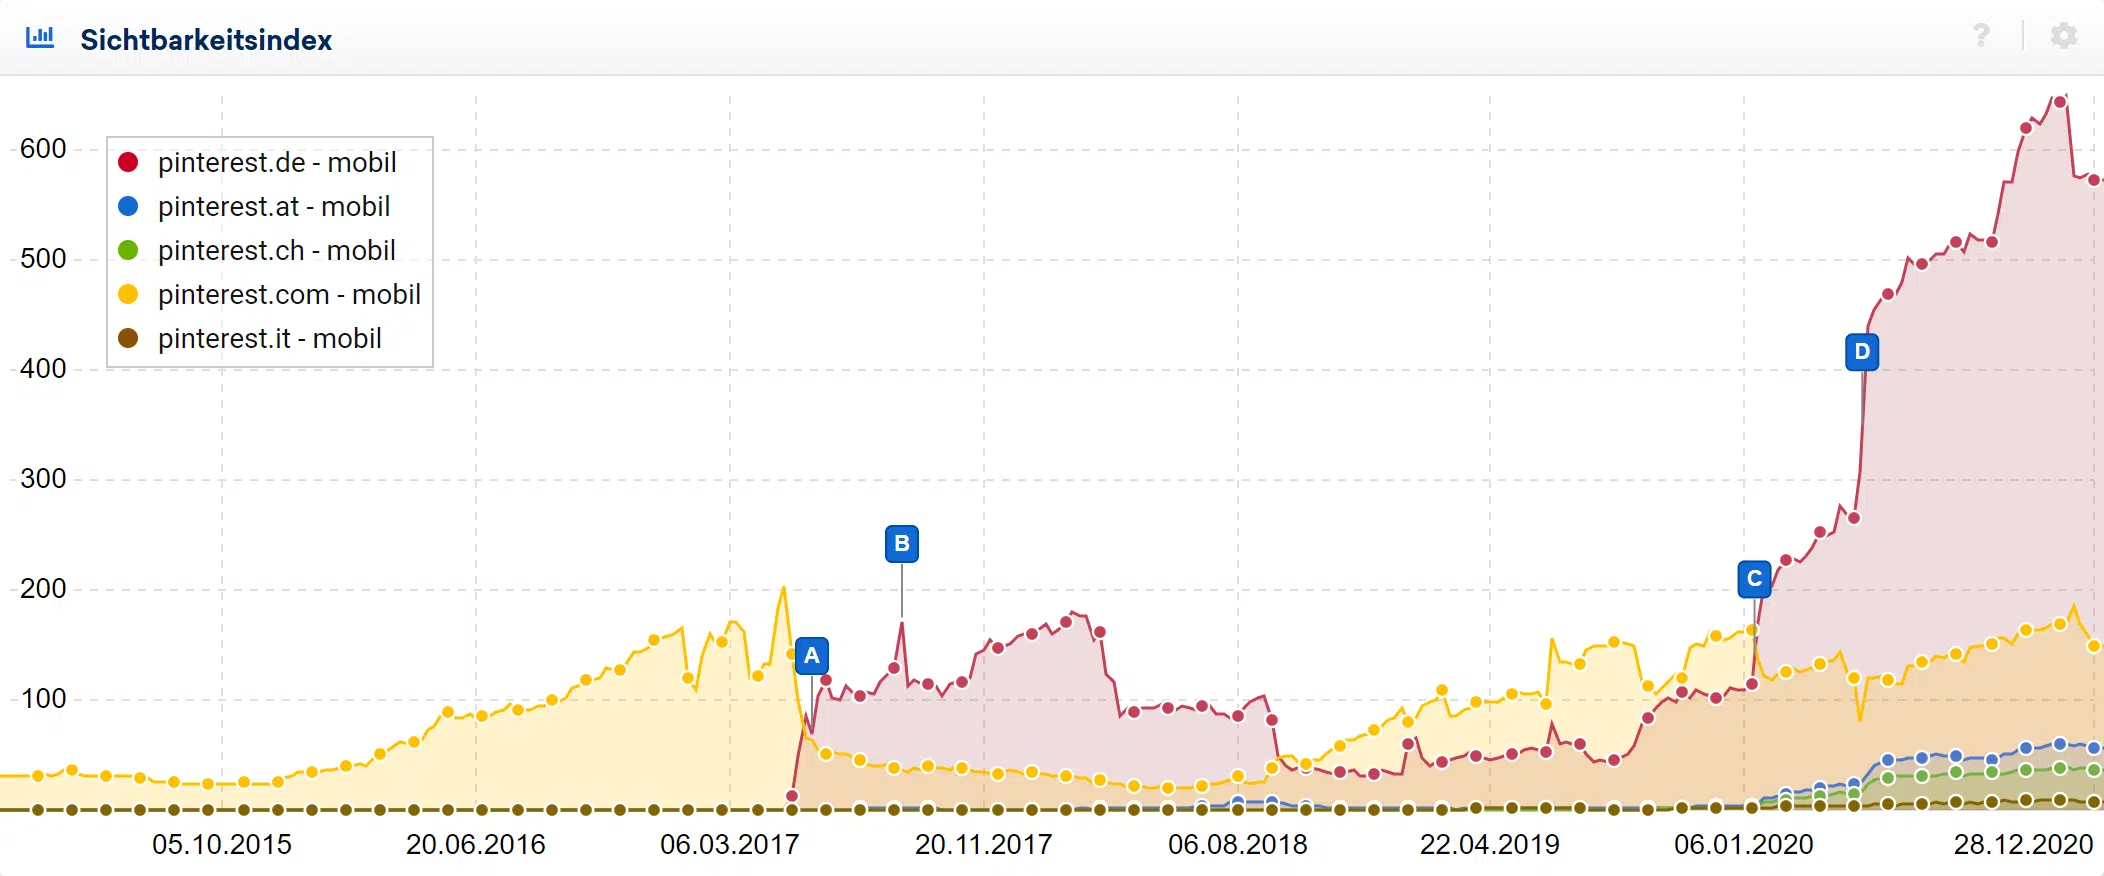 Sichtbarkeitsindex
?
600
500
400
300
200
100
pinterest.de - mobil
pinterest.at - mobil
pinterest.ch - mobil
pinterest.com - mobil
pinterest.it - mobil
A
B
C
D
05.10.2015
20.06.2016
06.03.2017
20.11.2017
06.08.2018
22.04.2019
06.01.2020
28.12.2020